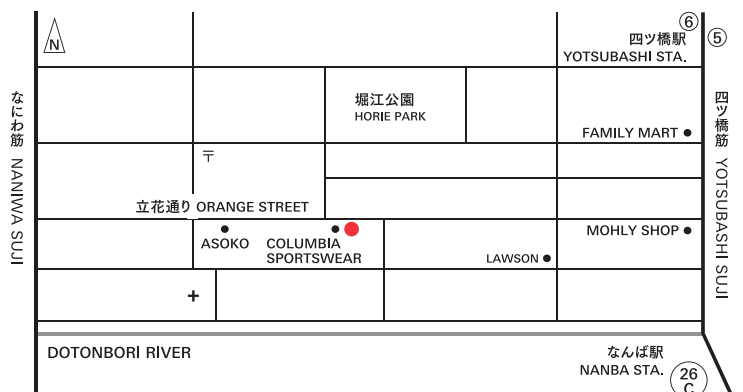 N
⑥
⑤
四ツ橋駅
YOTSUBASHI STA.
なにわ筋 NANIWA SUJI
堀江公園
HORIE PARK
四ツ橋筋 YOTSUBASHI SUJI
FAMILY MART
〒
立花通り ORANGE STREET
ASOKO
COLUMBIA
SPORTSWEAR
MOHLY SHOP
LAWSON
DOTONBORI RIVER
なんば駅
NANBA STA.
26
C